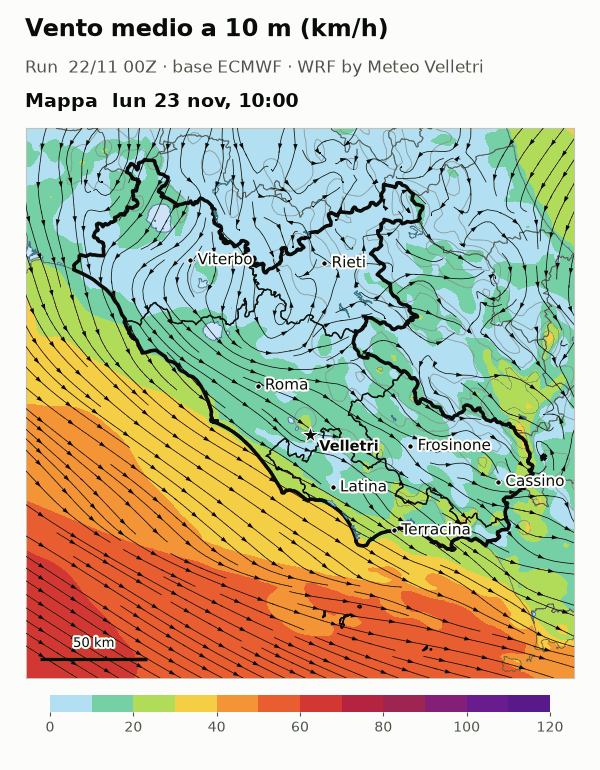 Vento medio a 10 m (km/h)
Run 22/11 00Z · base ECMWF · WRF by Meteo Velletri
Mappa lun 23 nov, 10:00
Viterbo
Rieti
Roma
Velletri
Frosinone
Latina
Cassino
Terracina
50 km
0 20 40 60 80 100 120